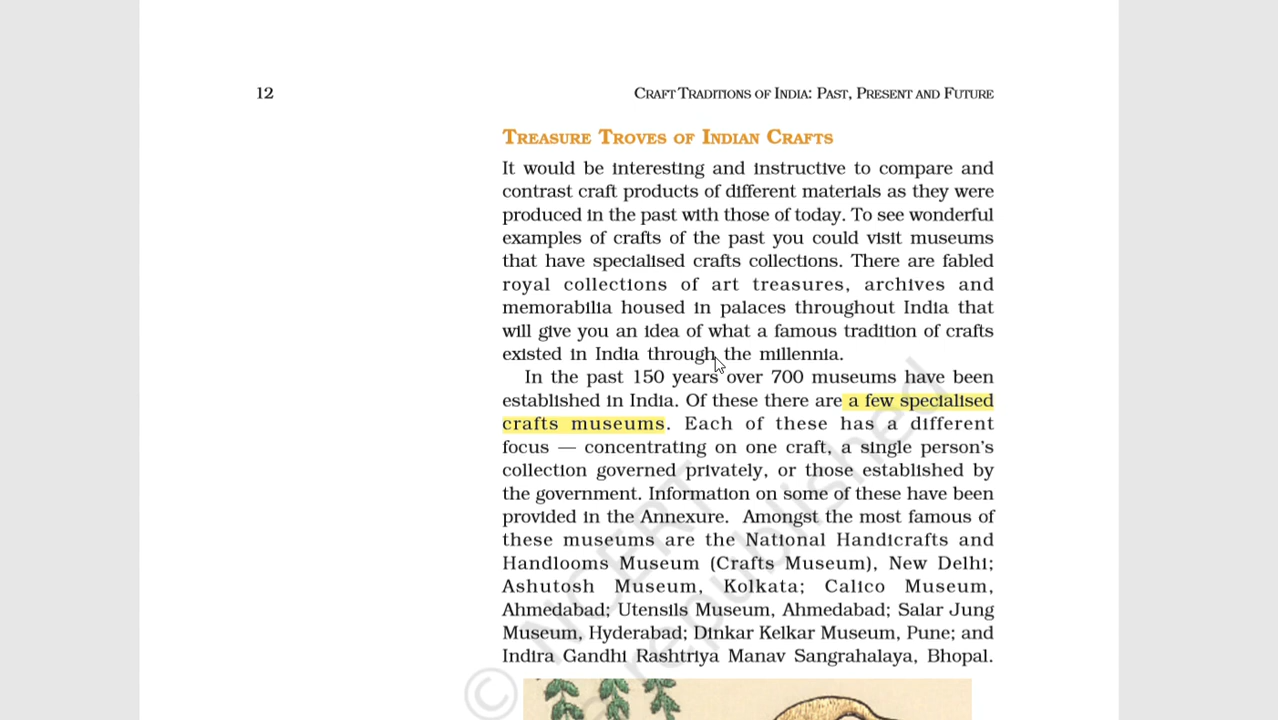 12
CRAFT TRADITIONS OF INDIA: PAST, PRESENT AND FUTURE
TREASURE TROVES OF INDIAN CRAFTS
It would be interesting and instructive to compare and
contrast craft products of different materials as they were
produced in the past with those of today. To see wonderful
examples of crafts of the past you could visit museums
that have specialised crafts collections. There are fabled
royal collections of art treasures, archives and
memorabilia housed in palaces throughout India that
will give you an idea of what a famous tradition of crafts
existed in India through the millennia.
In the past 150 years over 700 museums have been
established in India. Of these there are a few specialised
crafts museums. Each of these has a different
focus — concentrating on one craft, a single person's
collection governed privately, or those established by
the government. Information on some of these have been
provided in the Annexure. Amongst the most famous of
these museums are the National Handicrafts and
Handlooms Museum (Crafts Museum), New Delhi;
Ashutosh Museum, Kolkata; Calico Museum,
Ahmedabad; Utensils Museum, Ahmedabad; Salar Jung
Museum, Hyderabad; Dinkar Kelkar Museum, Pune; and
Indira Gandhi Rashtriya Manav Sangrahalaya, Bhopal.
© NCERT
republished